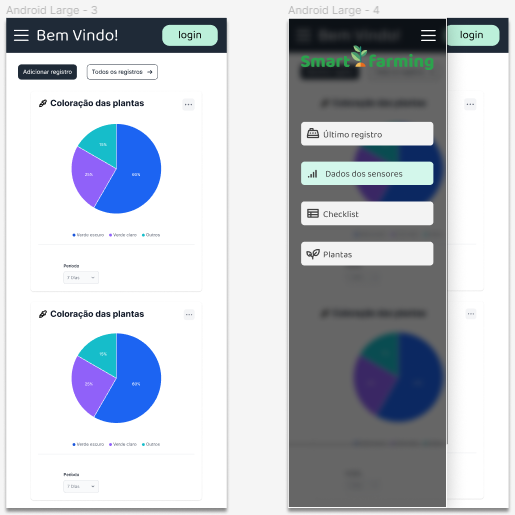 Android Large - 3
Bem Vindo!
login
Adicionar registro
Todos os registros
Coloração das plantas
15%
25%
60%
Verde escuro
Verde claro
Outros
Período
7 Dias
Coloração das plantas
15%
25%
60%
Verde escuro
Verde claro
Outros
Período
7 Dias
Android Large - 4
login
Smart farming
Último registro
Dados dos sensores
Checklist
Plantas